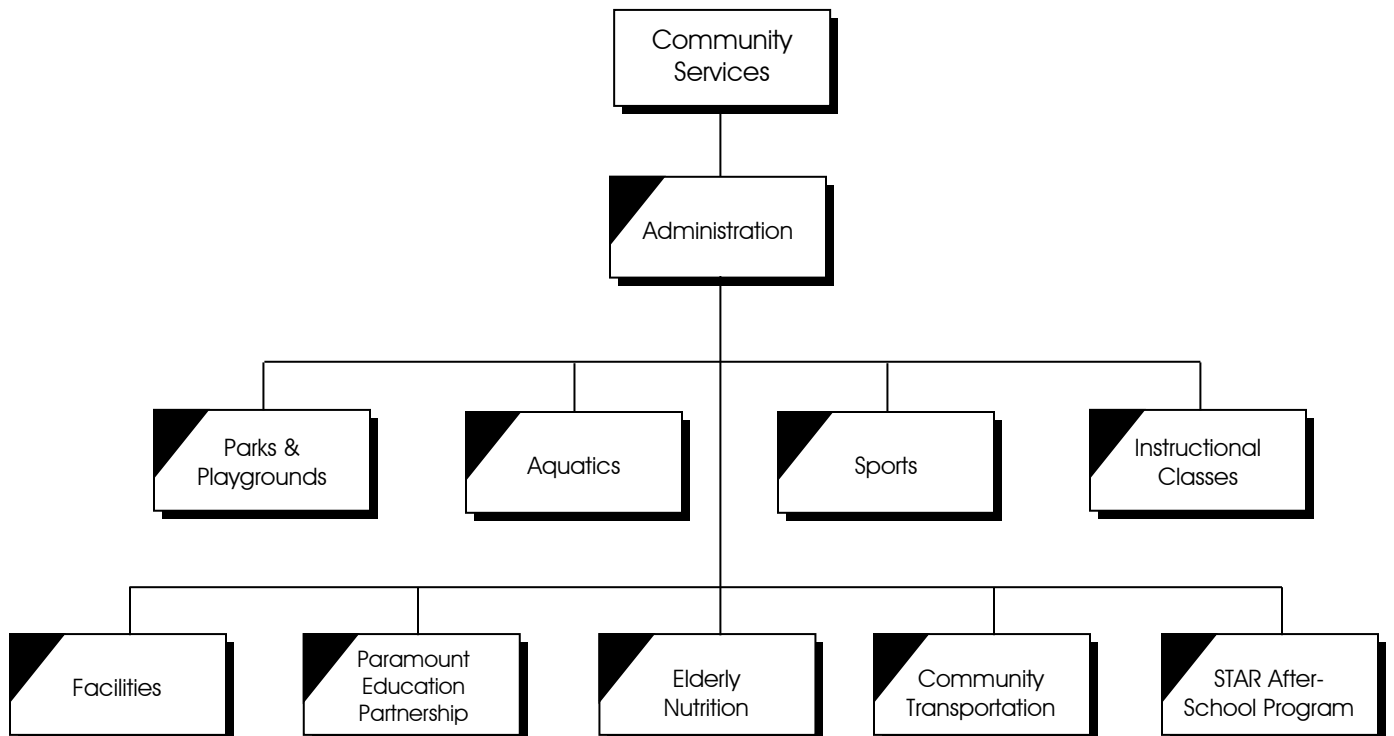 Community
Services
Administration
Parks &
Playgrounds
Aquatics
Sports
Instructional
Classes
Facilities
Paramount
Education
Partnership
Elderly
Nutrition
Community
Transportation
STAR After-
School Program